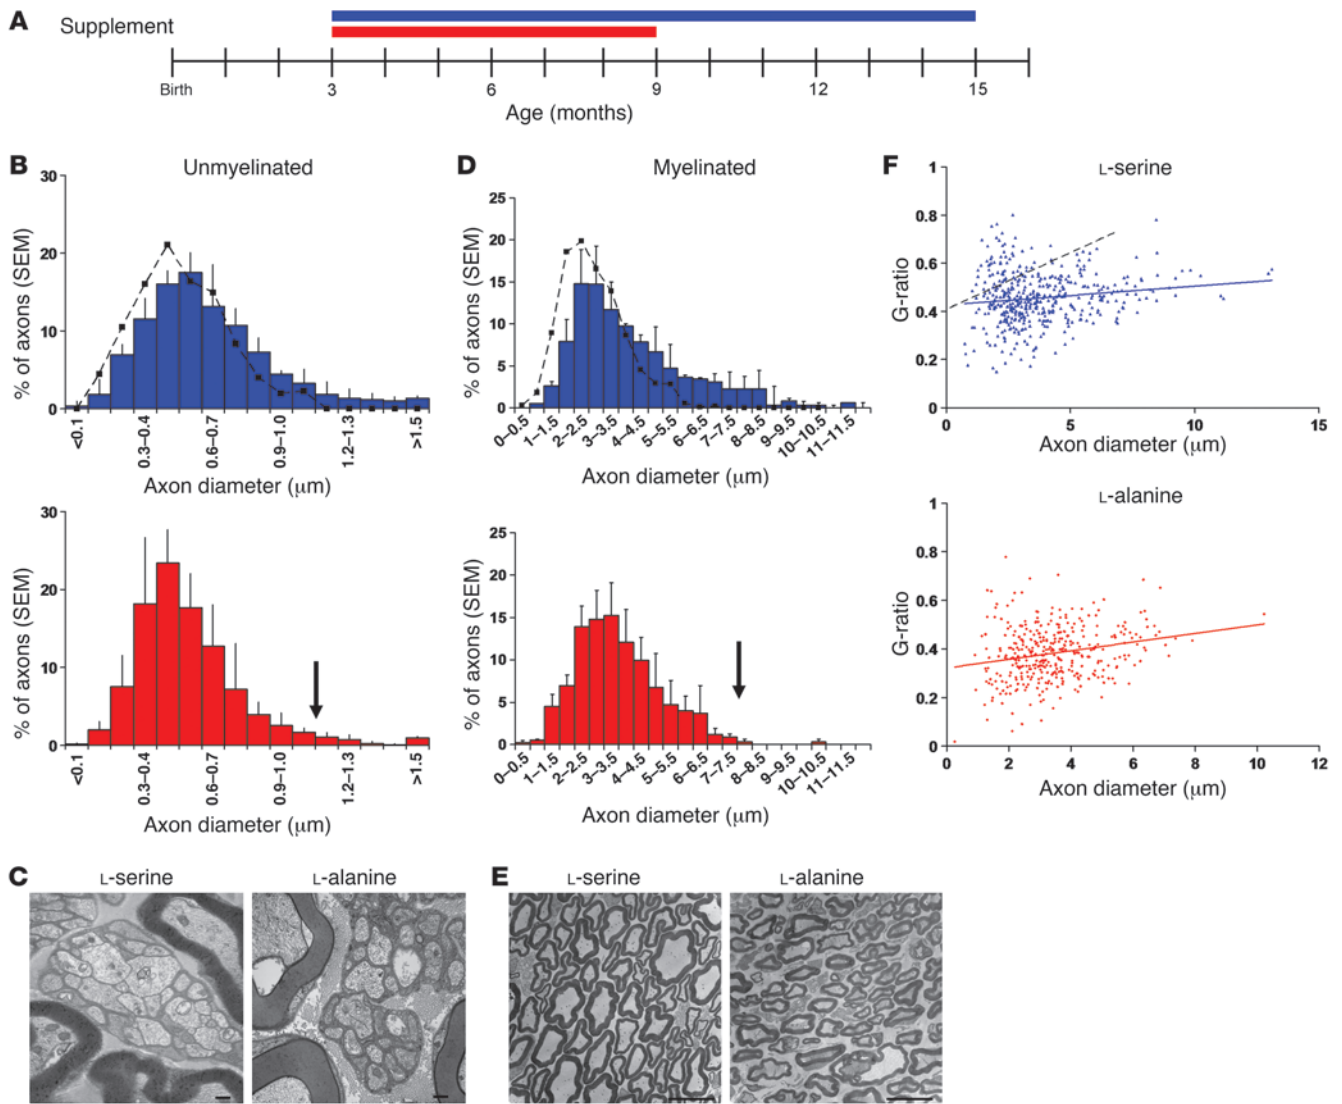 A
Supplement
Birth
3
6
9
12
15
Age (months)
B
Unmyelinated
% of axons (SEM)
30
20
10
0
<0.1
0.3–0.4
0.6–0.7
0.9–1.0
1.2–1.3
>1.5
Axon diameter (μm)
% of axons (SEM)
30
20
10
0
<0.1
0.3–0.4
0.6–0.7
0.9–1.0
1.2–1.3
>1.5
Axon diameter (μm)
D
Myelinated
% of axons (SEM)
25
20
15
10
5
0
0–0.5
1–1.5
2–2.5
3–3.5
4–4.5
5–5.5
6–6.5
7–7.5
8–8.5
9–9.5
10–10.5
11–11.5
Axon diameter (μm)
% of axons (SEM)
25
20
15
10
5
0
0–0.5
1–1.5
2–2.5
3–3.5
4–4.5
5–5.5
6–6.5
7–7.5
8–8.5
9–9.5
10–10.5
11–11.5
Axon diameter (μm)
F
L-serine
G-ratio
1
0.8
0.6
0.4
0.2
0
0
5
10
15
Axon diameter (μm)
L-alanine
G-ratio
1
0.8
0.6
0.4
0.2
0
0
2
4
6
8
10
12
Axon diameter (μm)
C
L-serine
L-alanine
E
L-serine
L-alanine